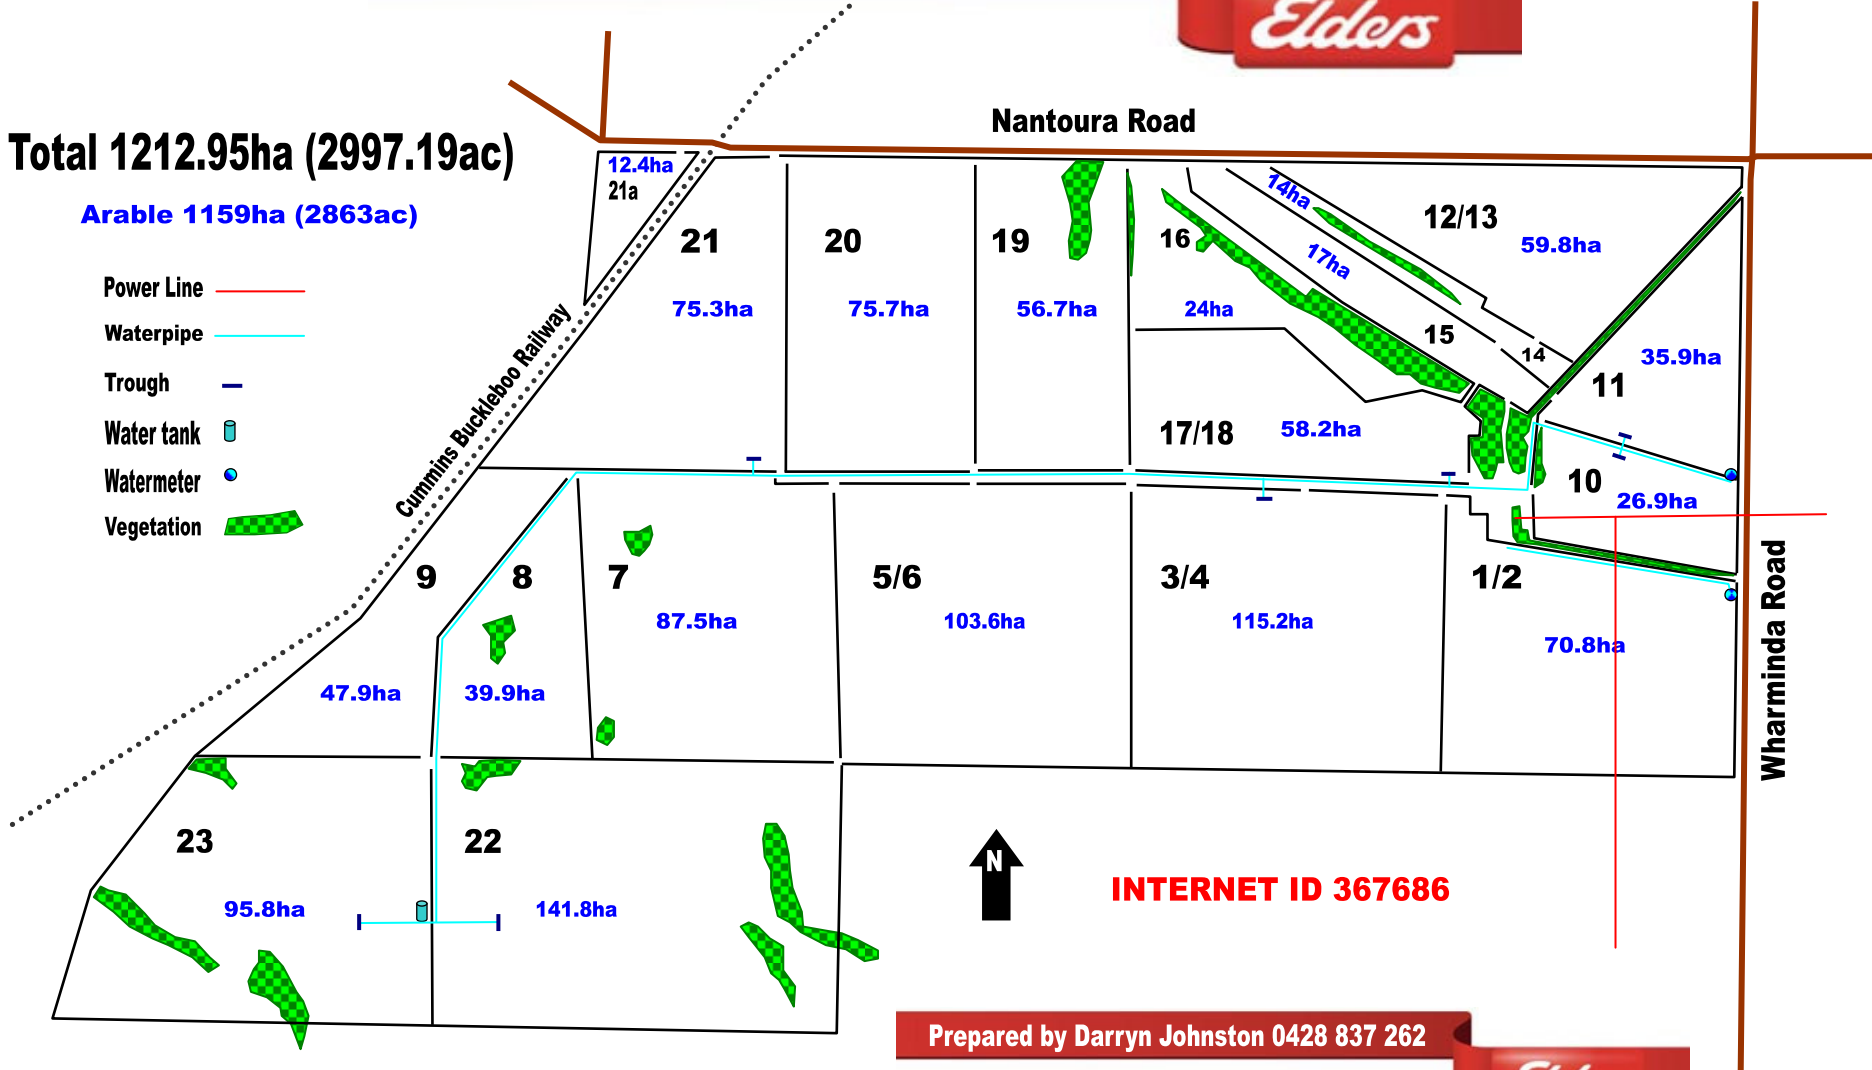 Elders
Nantoura Road
Total 1212.95ha (2997.19ac)
Arable 1159ha (2863ac)
Power Line
Waterpipe
Trough
Water tank
Watermeter
Vegetation
Cummins Buckleboo Railway
12.4ha
21a
21
75.3ha
20
75.7ha
19
56.7ha
16
24ha
14ha
17ha
12/13
59.8ha
15
14
11
35.9ha
17/18
58.2ha
10
26.9ha
9
47.9ha
8
39.9ha
7
87.5ha
5/6
103.6ha
3/4
115.2ha
1/2
70.8ha
Wharminda Road
23
95.8ha
22
141.8ha
N
INTERNET ID 367686
Prepared by Darryn Johnston 0428 837 262